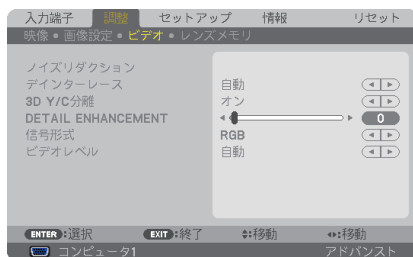 入力端子 調整 セットアップ 情報 リセット
映像 • 画像設定 • ビデオ • レンズメモリ
ノイズリダクション
デインターレース 自動
3D Y/C分離 オン
DETAIL ENHANCEMENT 0
信号形式 RGB
ビデオレベル 自動
ENTER :選択 EXIT :終了 :移動 :移動
コンピュータ1 アドバンスト